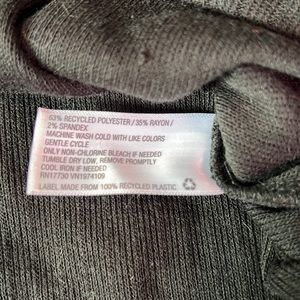 63% RECYCLED POLYESTER / 35% RAYON /
2% SPANDEX
MACHINE WASH COLD WITH LIKE COLORS
GENTLE CYCLE
ONLY NON-CHLORINE BLEACH IF NEEDED
TUMBLE DRY LOW, REMOVE PROMPTLY
COOL IRON IF NEEDED
RN17730 VN1974109
LABEL MADE FROM 100% RECYCLED PLASTIC